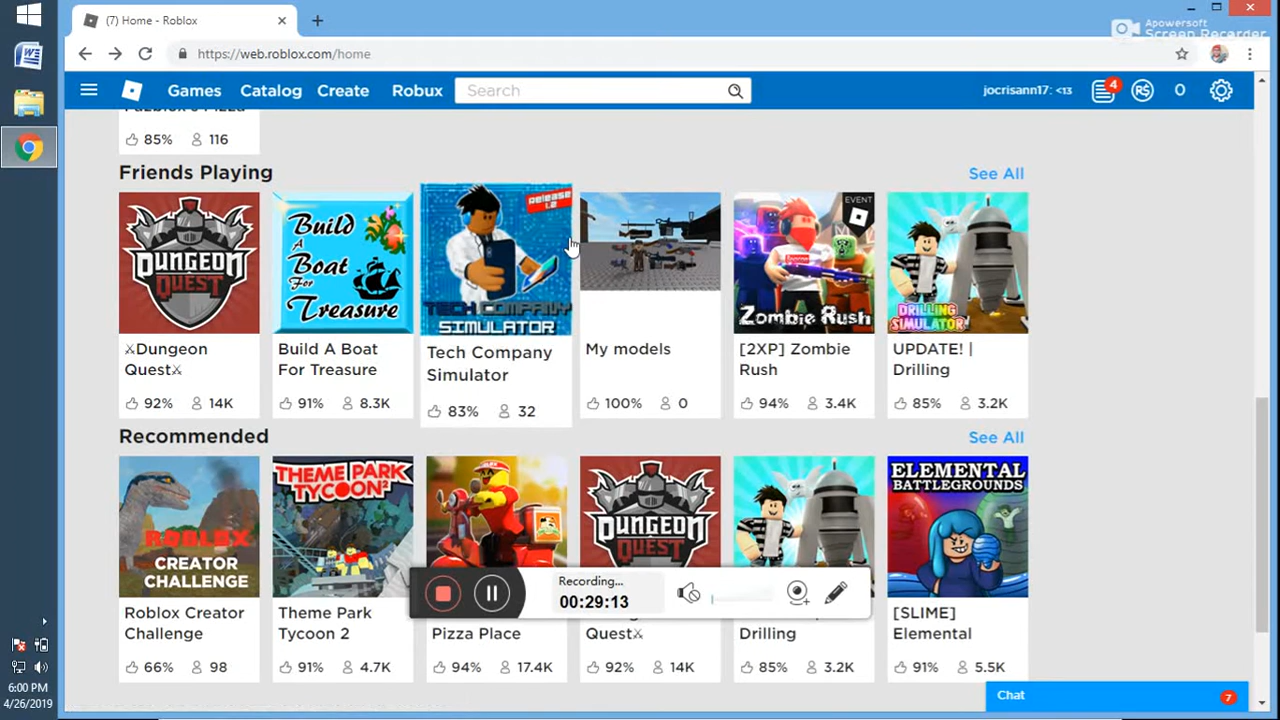 (7) Home - Roblox
Apowersoft
Screen Recorder
https://web.roblox.com/home
Games Catalog Create Robux Search jocrisann17: <13 4 R$ 0
85% 116
Friends Playing See All
DUNGEON QUEST
Build A Boat For Treasure
Release 1.2
TECH COMPANY SIMULATOR
EVENT
Zombie Rush
DRILLING SIMULATOR
⚔Dungeon Quest⚔
92% 14K
Build A Boat For Treasure
91% 8.3K
Tech Company Simulator
83% 32
My models
100% 0
[2XP] Zombie Rush
94% 3.4K
UPDATE! | Drilling
85% 3.2K
Recommended See All
ROBLOX CREATOR CHALLENGE
THEME PARK TYCOON 2
DUNGEON QUEST
ELEMENTAL BATTLEGROUNDS
Roblox Creator Challenge
66% 98
Theme Park Tycoon 2
91% 4.7K
Pizza Place
94% 17.4K
Quest⚔
92% 14K
Drilling
85% 3.2K
[SLIME] Elemental
91% 5.5K
Recording...
00:29:13
Chat 7
6:00 PM
4/26/2019